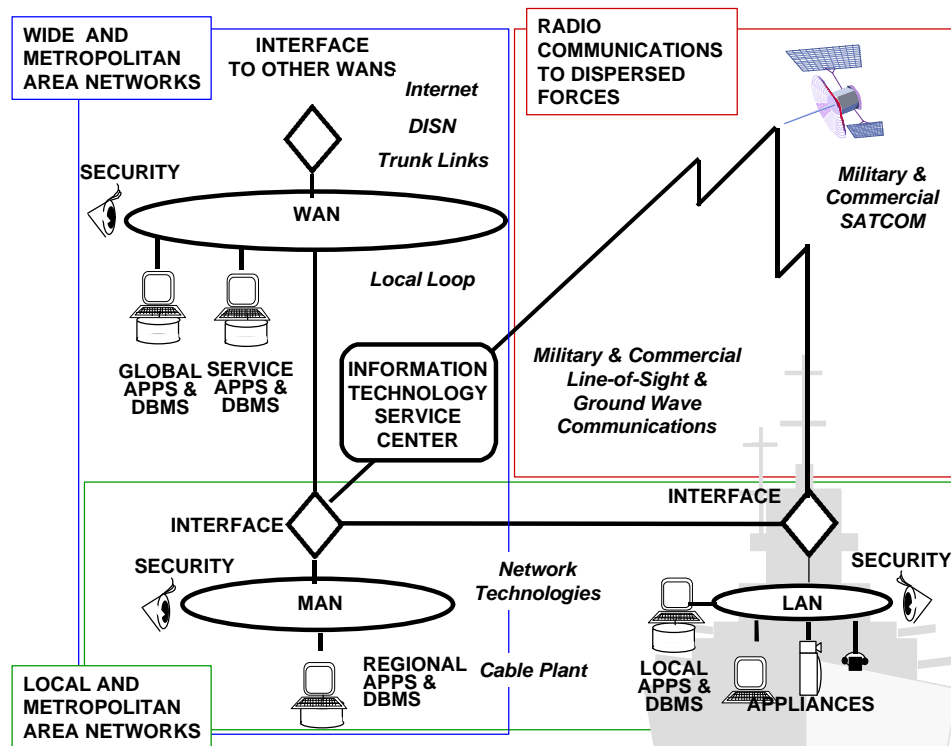 WIDE AND
METROPOLITAN
AREA NETWORKS
INTERFACE
TO OTHER WANS
Internet
DISN
Trunk Links
RADIO
COMMUNICATIONS
TO DISPERSED
FORCES
SECURITY
WAN
Military &
Commercial
SATCOM
Local Loop
GLOBAL
APPS &
DBMS
SERVICE
APPS &
DBMS
INFORMATION
TECHNOLOGY
SERVICE
CENTER
Military & Commercial
Line-of-Sight &
Ground Wave
Communications
INTERFACE
INTERFACE
SECURITY
MAN
Network
Technologies
SECURITY
LAN
REGIONAL
APPS &
DBMS
Cable Plant
LOCAL
APPS &
DBMS
APPLIANCES
LOCAL AND
METROPOLITAN
AREA NETWORKS